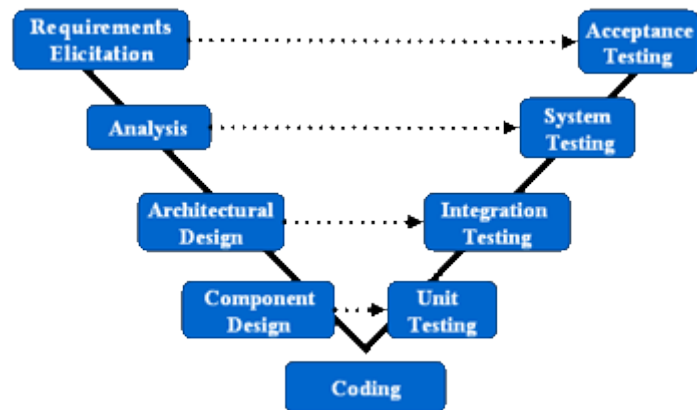 Requirements
Elicitation
Acceptance
Testing
Analysis
System
Testing
Architectural
Design
Integration
Testing
Component
Design
Unit
Testing
Coding